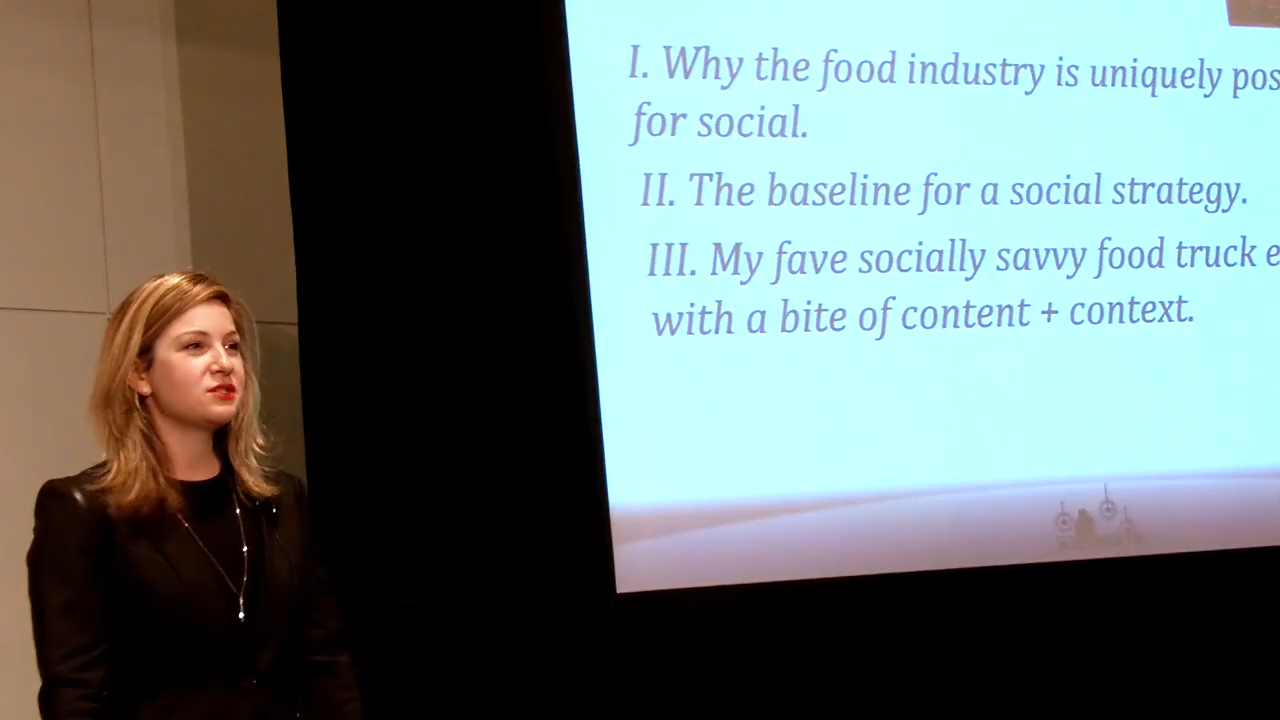 I. Why the food industry is uniquely pos
for social.
II. The baseline for a social strategy.
III. My fave socially savvy food truck e
with a bite of content + context.